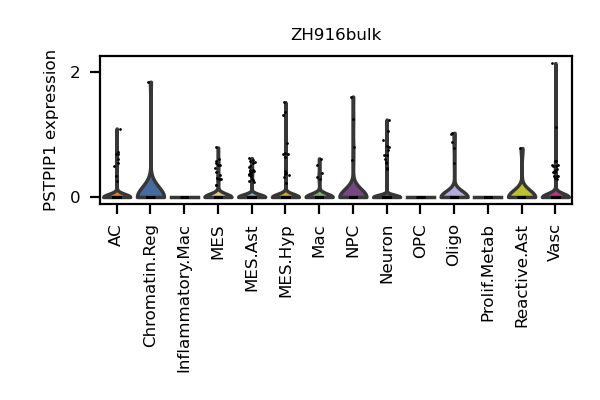 ZH916bulk
PSTPIP1 expression
2
0
AC
Chromatin.Reg
Inflammatory.Mac
MES
MES.Ast
MES.Hyp
Mac
NPC
Neuron
OPC
Oligo
Prolif.Metab
Reactive.Ast
Vasc